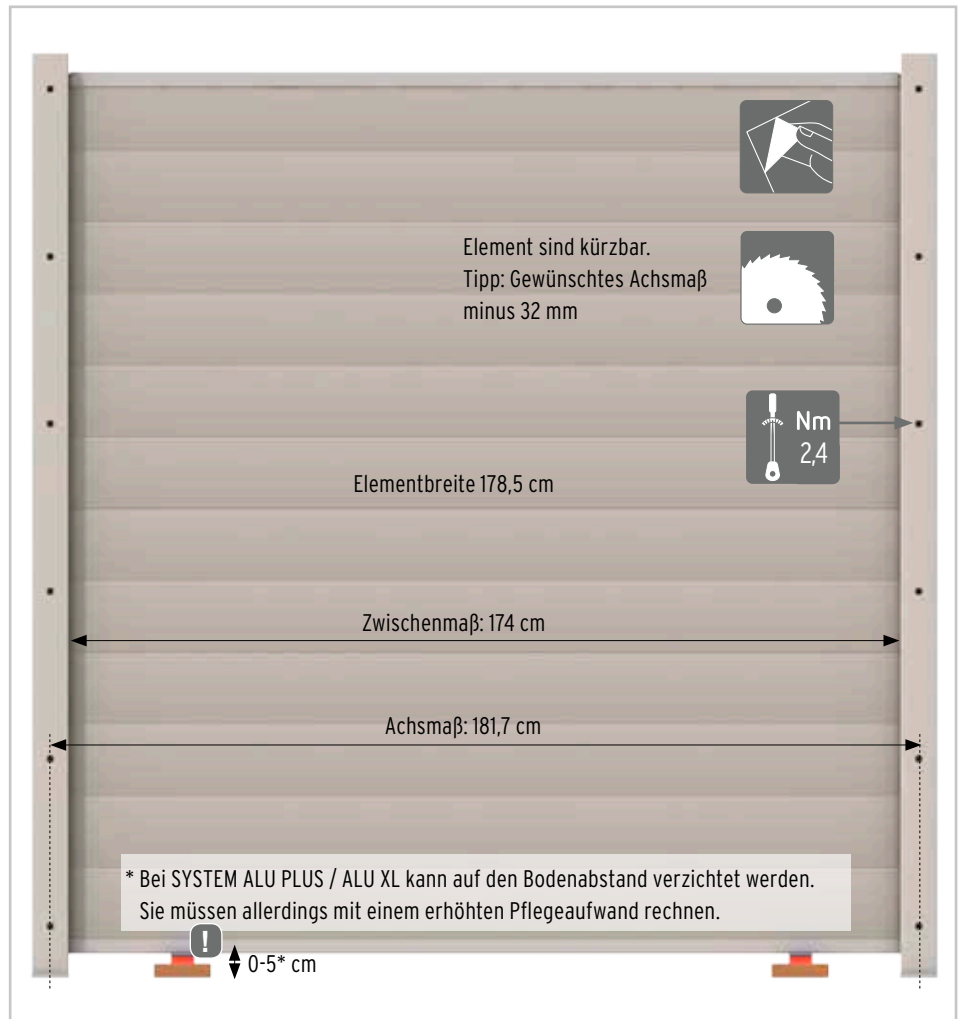 Element sind kürzbar.
Tipp: Gewünschtes Achsmaß
minus 32 mm
Nm
2,4
Elementbreite 178,5 cm
Zwischenmaß: 174 cm
Achsmaß: 181,7 cm
* Bei SYSTEM ALU PLUS / ALU XL kann auf den Bodenabstand verzichtet werden.
Sie müssen allerdings mit einem erhöhten Pflegeaufwand rechnen.
!
0-5* cm